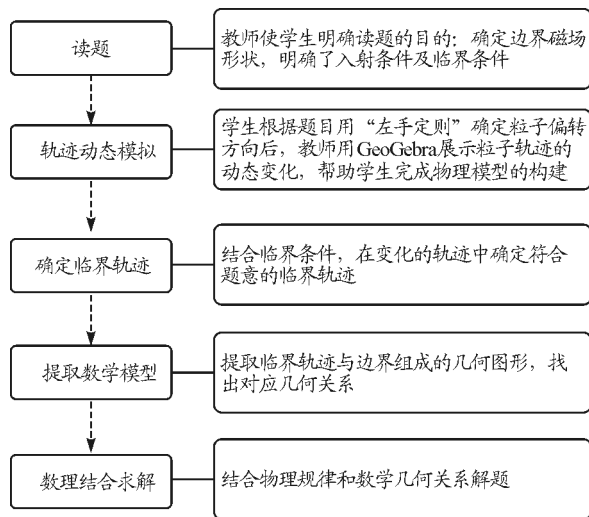 读题
教师使学生明确读题的目的：确定边界磁场
形状，明确了入射条件及临界条件
轨迹动态模拟
学生根据题目用“左手定则”确定粒子偏转
方向后，教师用GeoGebra展示粒子轨迹的
动态变化，帮助学生完成物理模型的构建
确定临界轨迹
结合临界条件，在变化的轨迹中确定符合
题意的临界轨迹
提取数学模型
提取临界轨迹与边界组成的几何图形，找
出对应几何关系
数理结合求解
结合物理规律和数学几何关系解题